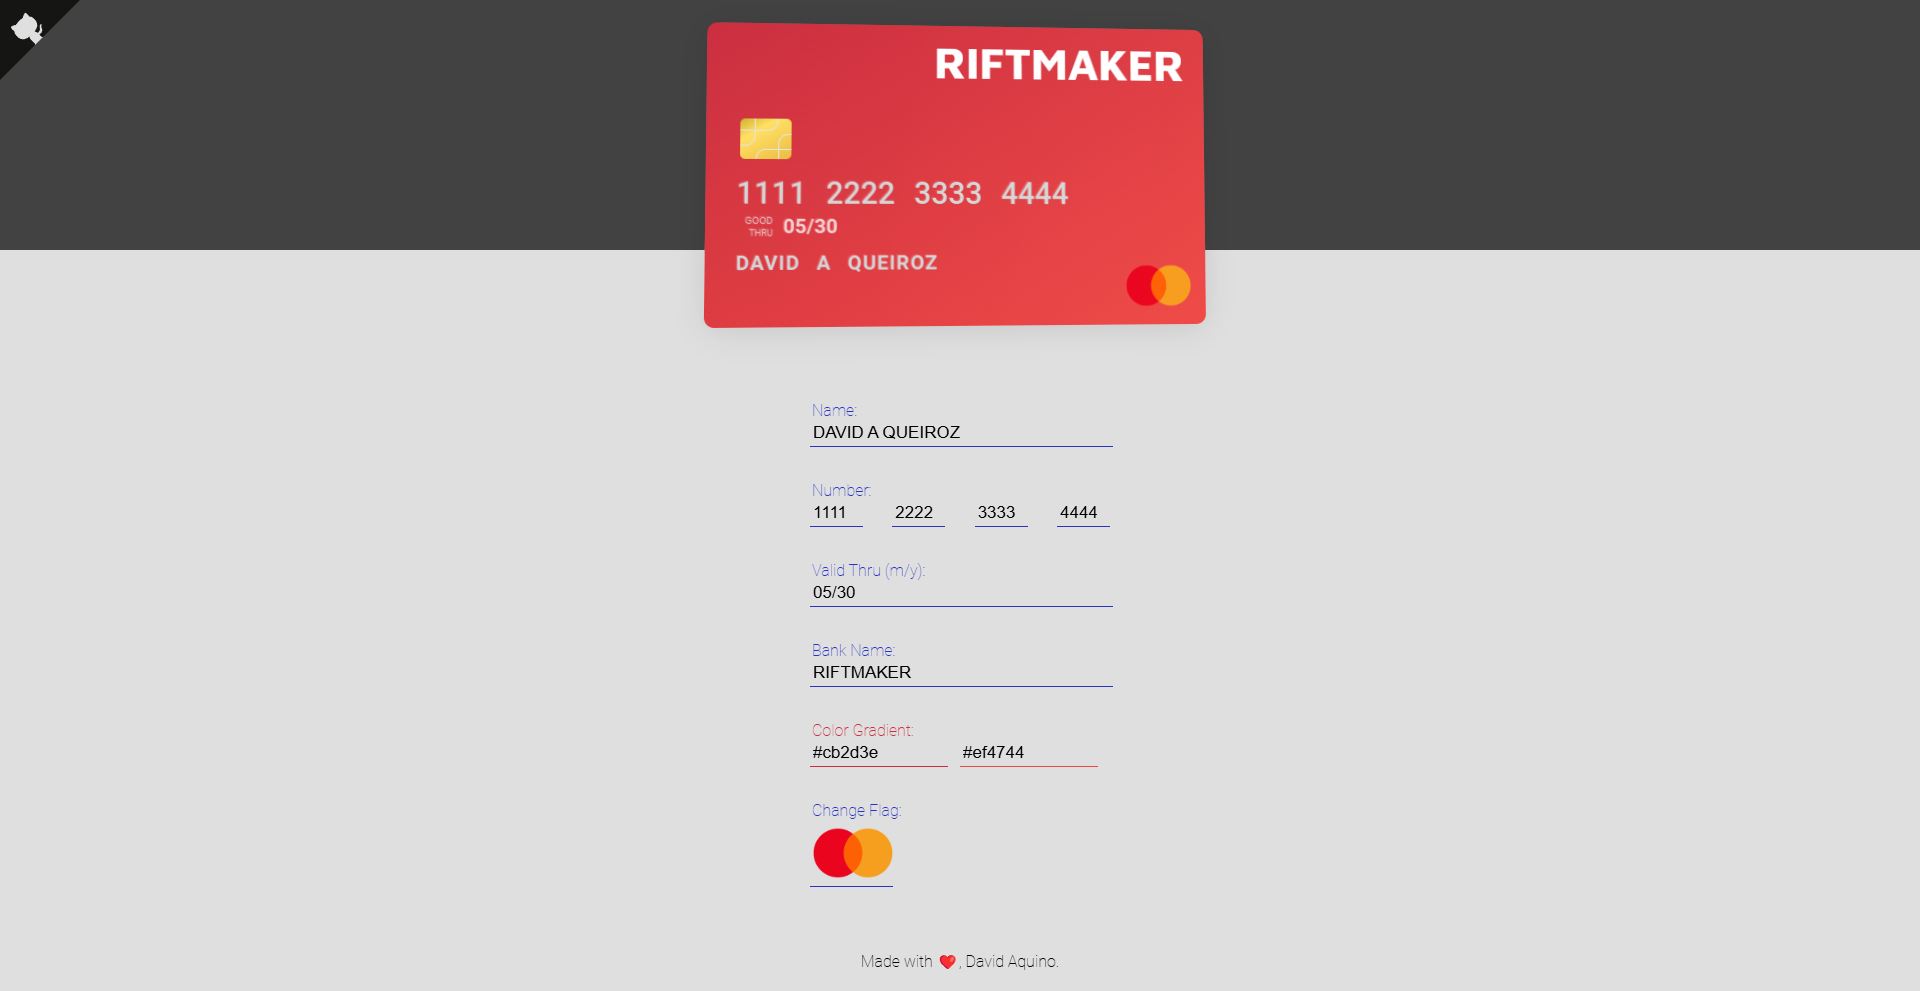 RIFTMAKER
1111 2222 3333 4444
GOOD
THRU 05/30
DAVID A QUEIROZ
Name:
DAVID A QUEIROZ
Number:
1111 2222 3333 4444
Valid Thru (m/y):
05/30
Bank Name:
RIFTMAKER
Color Gradient:
#cb2d3e #ef4744
Change Flag:
Made with ❤️, David Aquino.